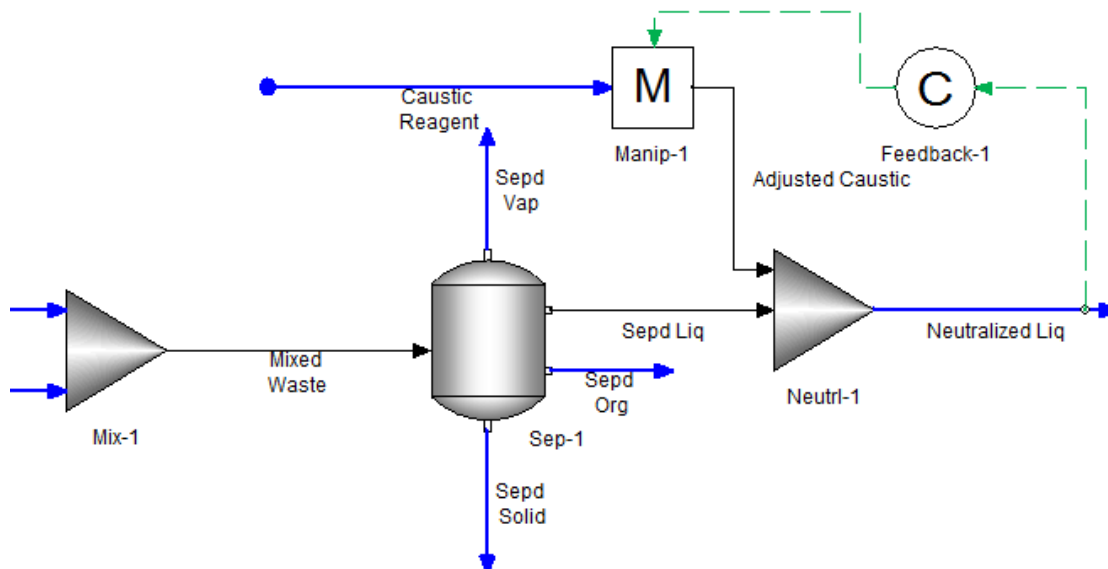 M
C
Caustic
Reagent
Manip-1
Feedback-1
Adjusted Caustic
Sepd
Vap
Sepd Liq
Neutralized Liq
Mixed
Waste
Sepd
Org
Neutrl-1
Mix-1
Sep-1
Sepd
Solid